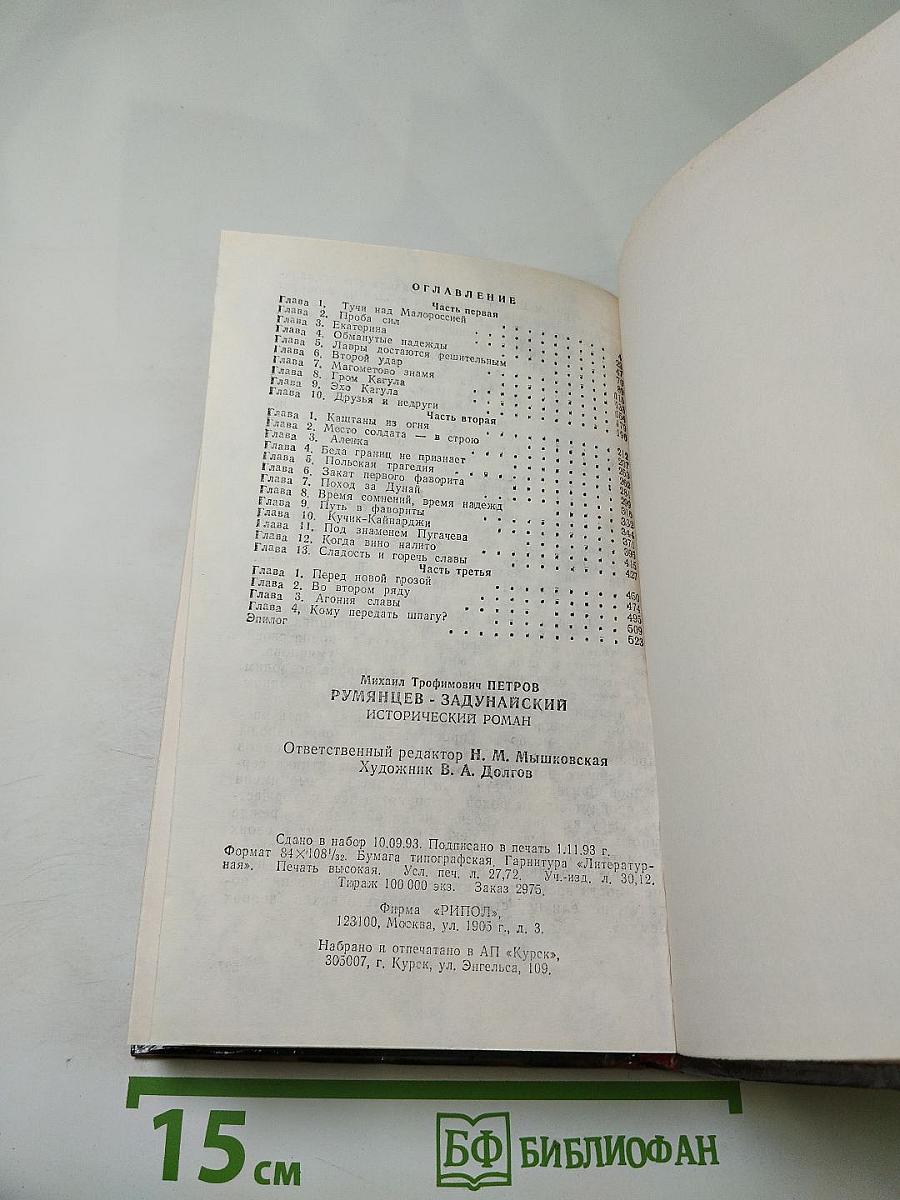 ОГЛАВЛЕНИЕ
Часть первая
Глава 1. Тучи над Малороссией
Глава 2. Проба сил
Глава 3. Екатерина
Глава 4. Обманутые надежды
Глава 5. Лавры достаются решительным
Глава 6. Второй удар
Глава 7. Магометово знамя
Глава 8. Гром Кагула
Глава 9. Эхо Кагула
Глава 10. Друзья и недруги
Часть вторая
Глава 1. Каштаны из огня
Глава 2. Место солдата — в строю
Глава 3. Аленка
Глава 4. Беда границ не признает
Глава 5. Польская трагедия
Глава 6. Закат первого фаворита
Глава 7. Поход за Дунай
Глава 8. Время сомнений, время надежд
Глава 9. Путь в фавориты
Глава 10. Кучик-Кайнарджи
Глава 11. Под знаменем Пугачева
Глава 12. Когда вино налито 415
Глава 13. Сладость и горечь славы 427
Часть третья
Глава 1. Перед новой грозой 450
Глава 2. Во втором ряду 474
Глава 3. Агония славы 495
Глава 4, Кому передать шпагу? 509
Эпилог 523
Михаил Трофимович ПЕТРОВ
РУМЯНЦЕВ - ЗАДУНАЙСКИЙ
ИСТОРИЧЕСКИЙ РОМАН
Ответственный редактор Н. М. Мышковская
Художник В. А. Долгов
Сдано в набор 10.09.93. Подписано в печать 1.11.93 г.
Формат 84×108¹/₃₂. Бумага типографская. Гарнитура «Литератур-
ная». Печать высокая. Усл. печ. л. 27,72. Уч.-изд. л. 30,12.
Тираж 100 000 экз. Заказ 2975.
Фирма «РИПОЛ»,
123100, Москва, ул. 1905 г., д. 3.
Набрано и отпечатано в АП «Курск»,
305007, г. Курск, ул. Энгельса, 109.
15 см
БФ БИБЛИОФАН